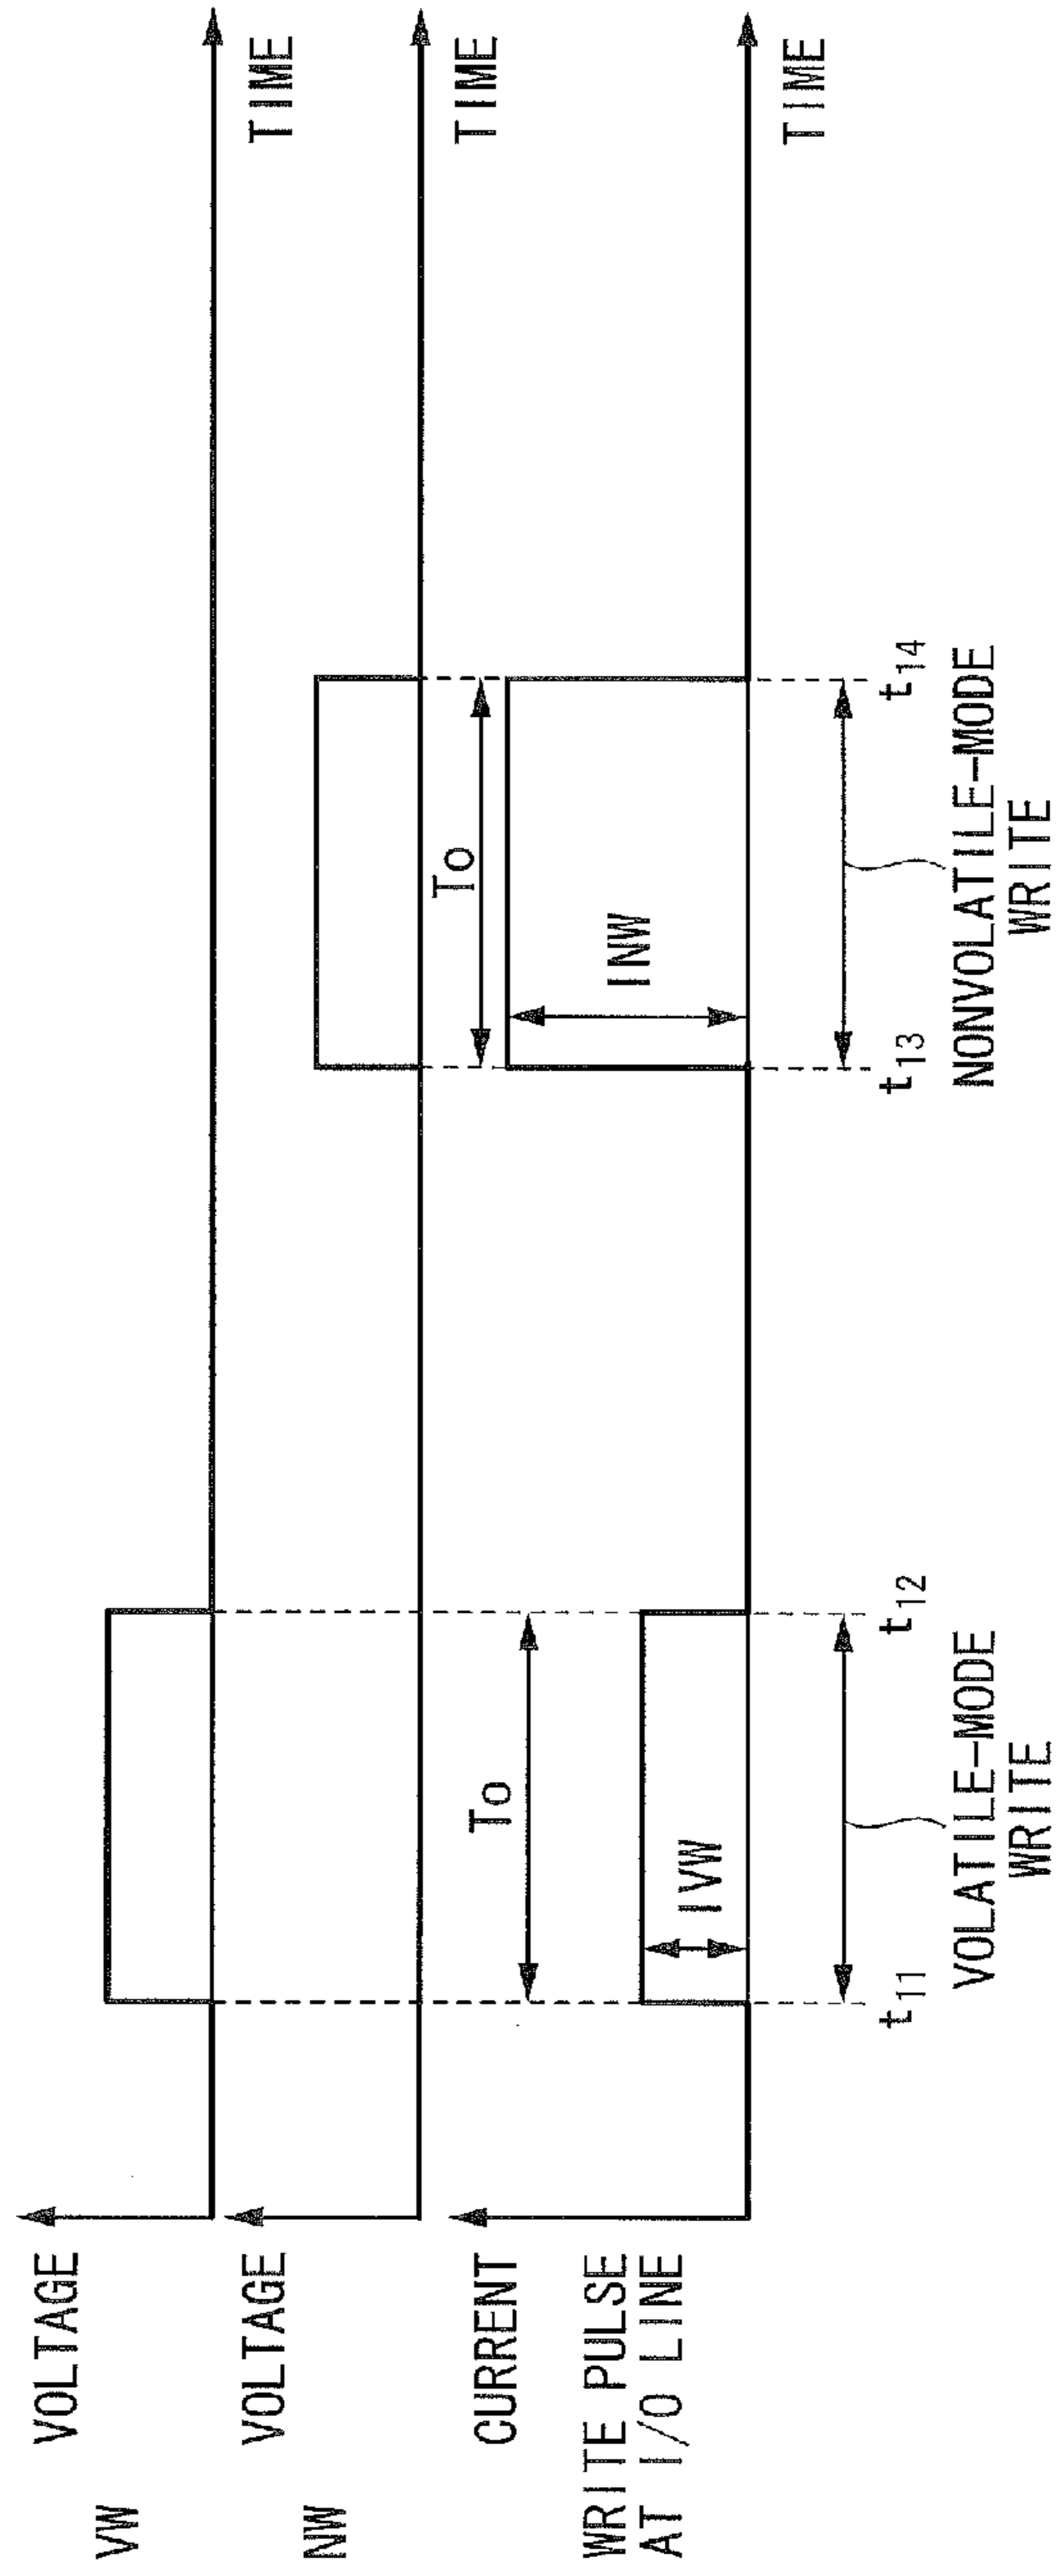 VOLTAGE
VW
TIME
VOLTAGE
NW
TIME
To
To
CURRENT
WRITE PULSE
AT I/O LINE
IVW
INW
TIME
t11
t12
t13
t14
VOLATILE-MODE
WRITE
NONVOLATILE-MODE
WRITE